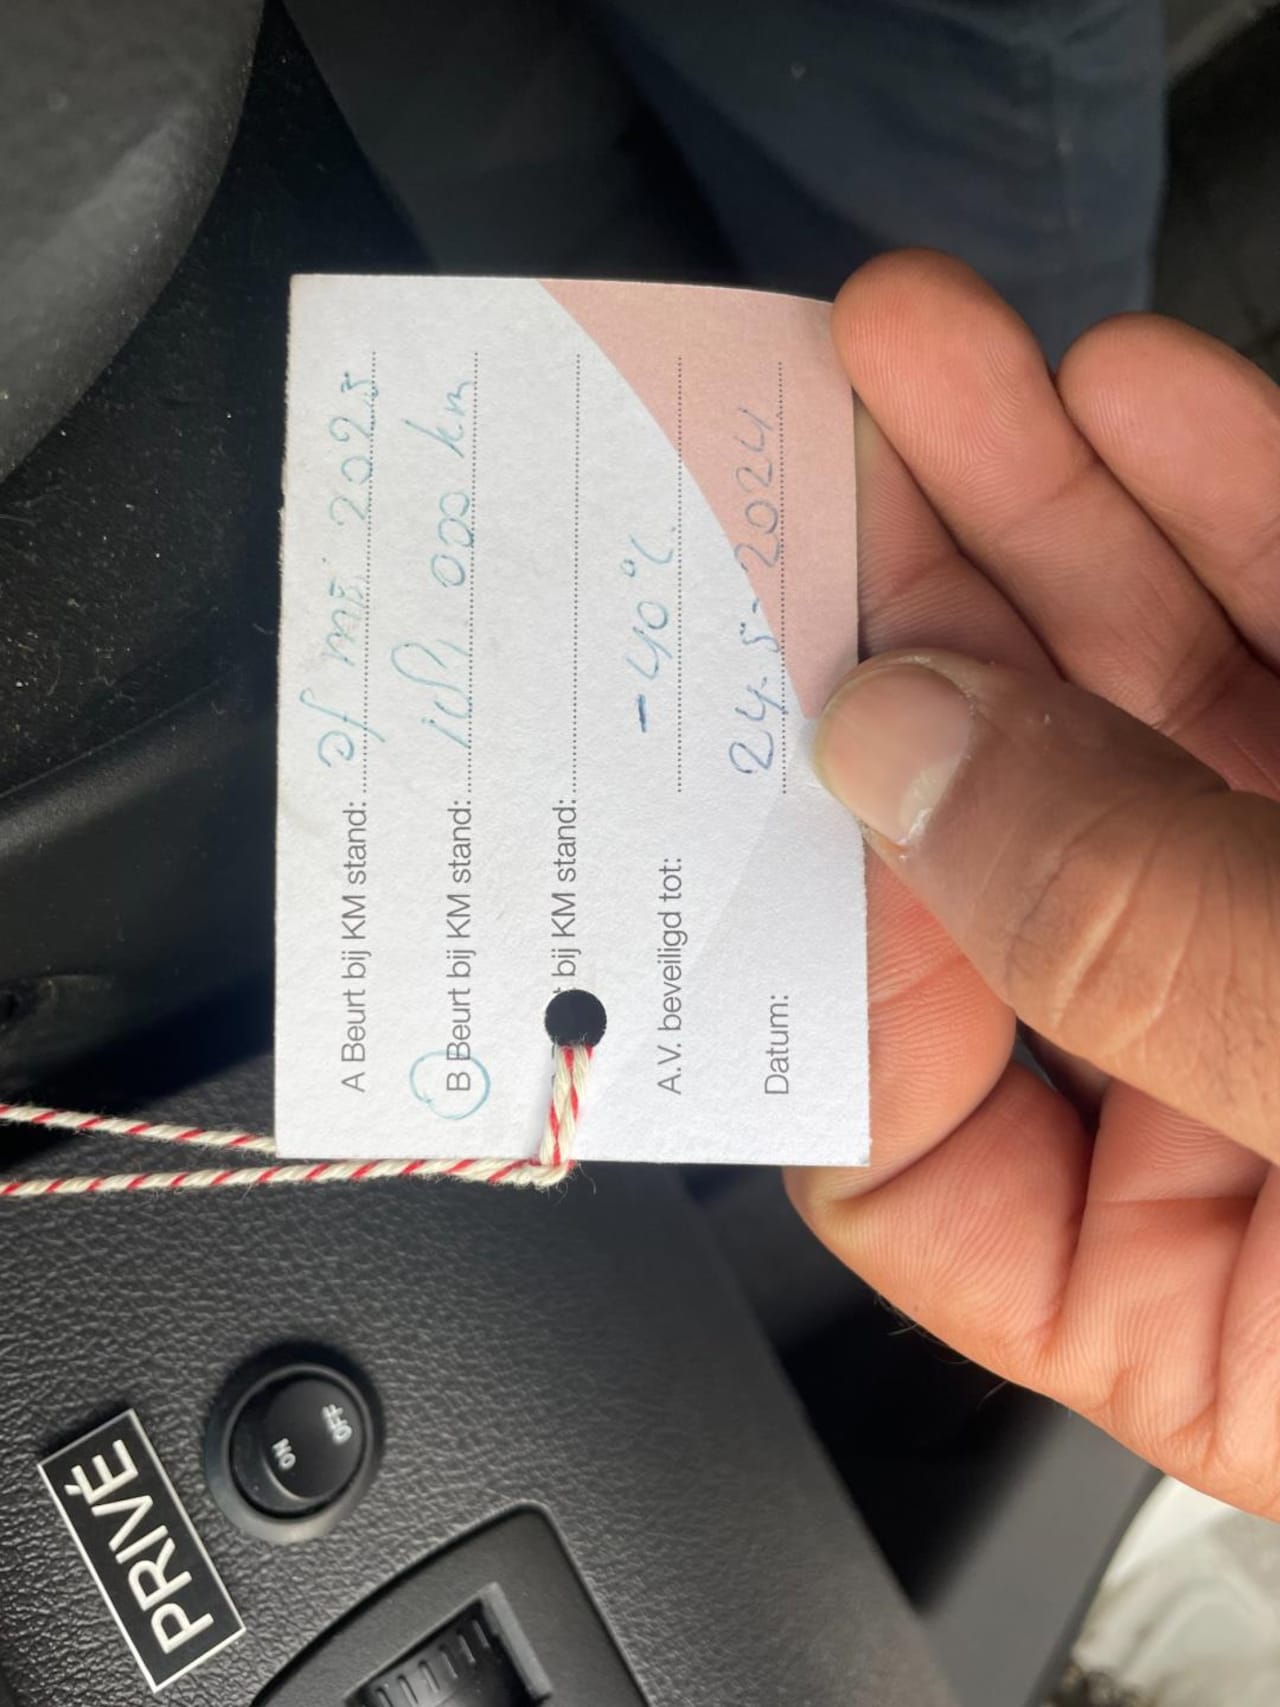 A Beurt bij KM stand: of mei 2025
B Beurt bij KM stand: 000 km
bij KM stand:
A.V. beveiligd tot: -40°C
Datum: 24-5-2024
ON
OFF
PRIVÉ